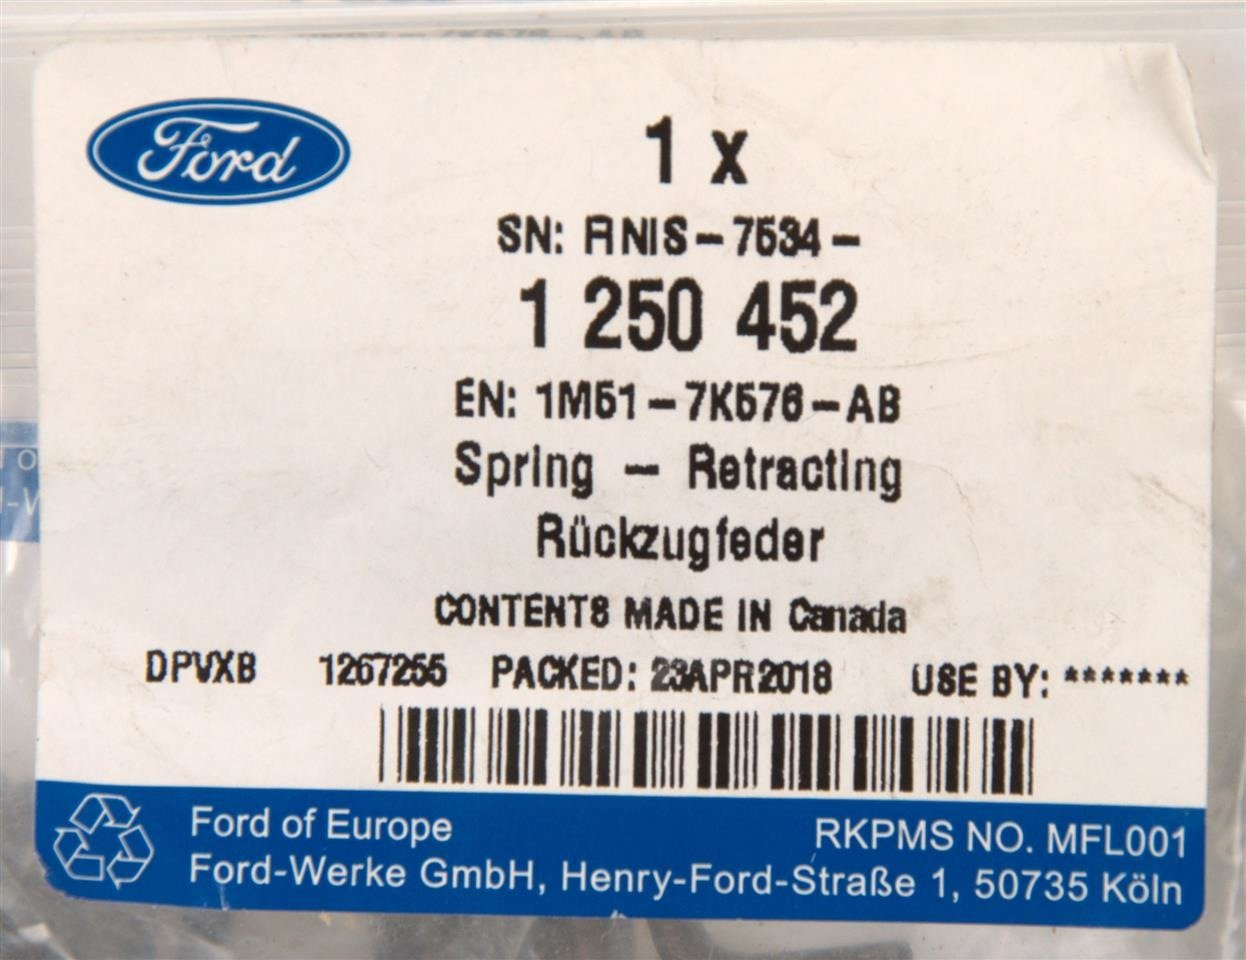 Ford
1 x
SN: RNIS-7534-
1 250 452
EN: 1M51-7K576-AB
Spring - Retracting
Rückzugfeder
CONTENTS MADE IN Canada
DPVXB 1267255 PACKED: 23APR2018 USE BY: *******
Ford of Europe RKPMS NO. MFL001
Ford-Werke GmbH, Henry-Ford-Straße 1, 50735 Köln